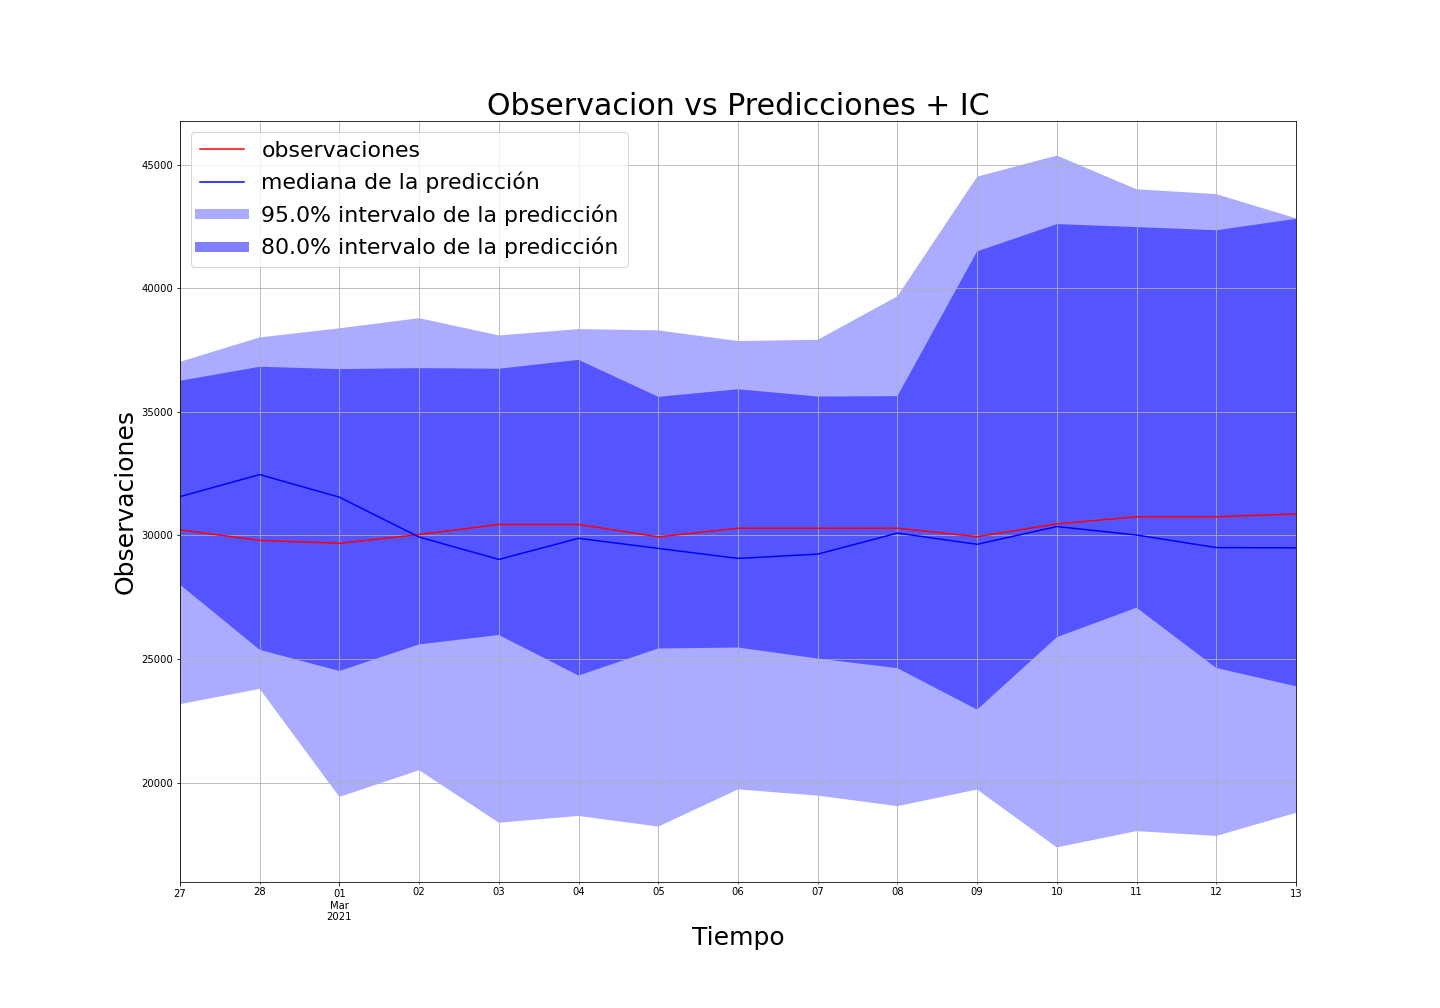 Observacion vs Predicciones + IC
observaciones
mediana de la predicción
95.0% intervalo de la predicción
80.0% intervalo de la predicción
Observaciones
45000
40000
35000
30000
25000
20000
27 28 01 02 03 04 05 06 07 08 09 10 11 12 13
Mar
2021
Tiempo